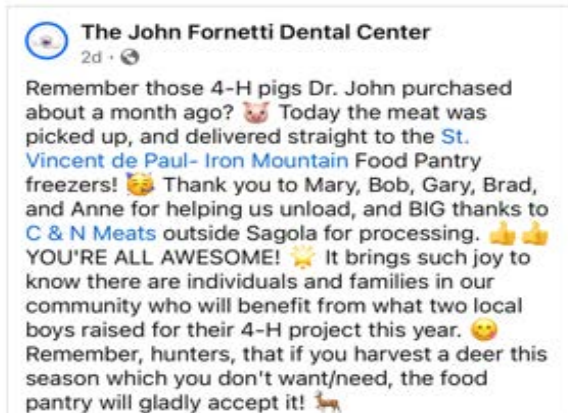 The John Fornetti Dental Center
2d ·
Remember those 4-H pigs Dr. John purchased
about a month ago? 🐷 Today the meat was
picked up, and delivered straight to the St.
Vincent de Paul- Iron Mountain Food Pantry
freezers! 🥳 Thank you to Mary, Bob, Gary, Brad,
and Anne for helping us unload, and BIG thanks to
C & N Meats outside Sagola for processing. 👍👍
YOU'RE ALL AWESOME! 🌟 It brings such joy to
know there are individuals and families in our
community who will benefit from what two local
boys raised for their 4-H project this year. 😋
Remember, hunters, that if you harvest a deer this
season which you don't want/need, the food
pantry will gladly accept it! 🦌